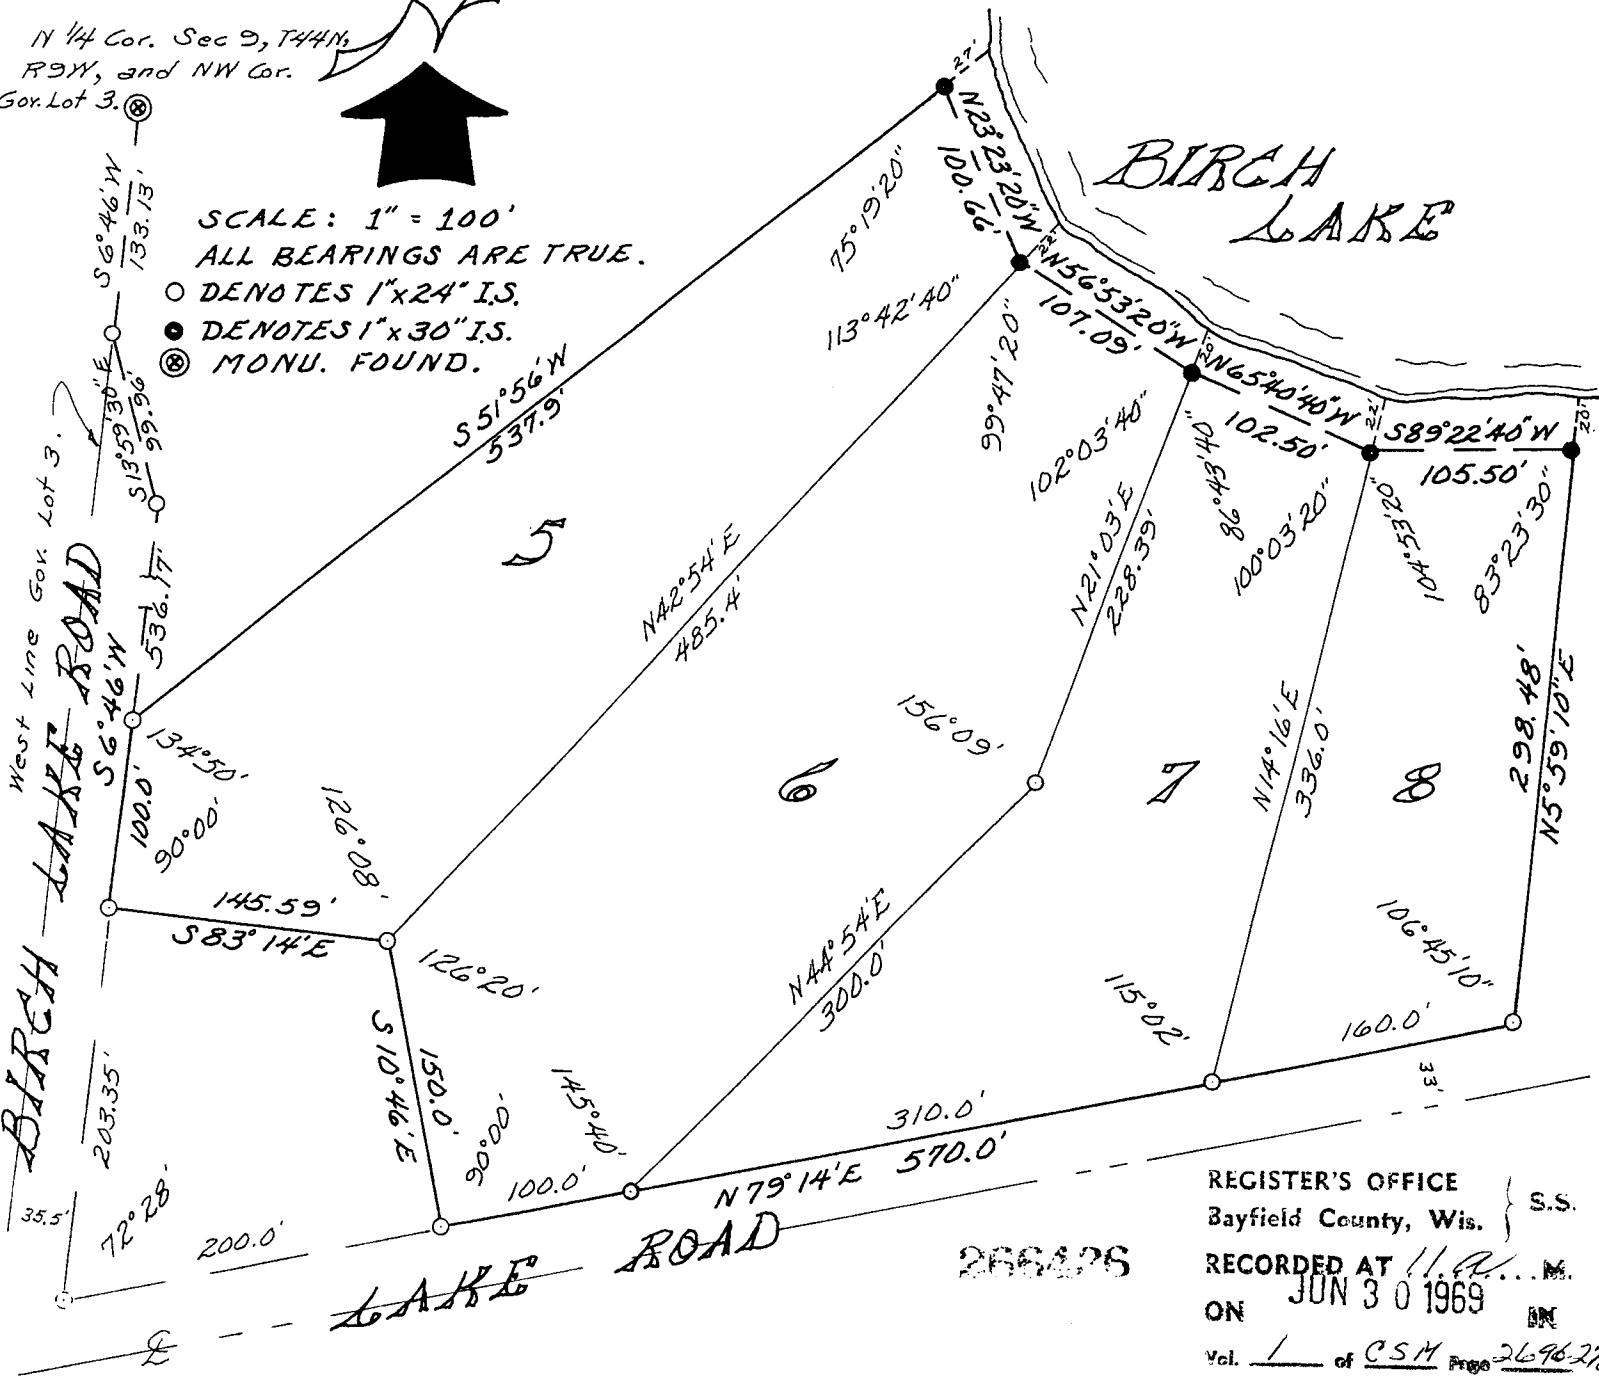 N 1/4 Cor. Sec 9, T44N,
R9W, and NW Cor.
Gov. Lot 3.
S6°46'W
133.13'
SCALE: 1" = 100'
ALL BEARINGS ARE TRUE.
○ DENOTES 1"x24" I.S.
● DENOTES 1"x30" I.S.
MONU. FOUND.
BIRCH
LAKE
27'
N23°23'20"W
100.66'
22'
N56°53'20"W
107.09'
20'
N65°40'40"W
102.50'
22'
S89°22'40"W
105.50'
20'
75°19'20"
113°42'40"
99°47'20"
102°03'40"
98°43'40"
100°03'20"
104°53'20"
83°23'30"
S13°59'30"E
99.96'
S51°56'W
537.9'
West Line Gov. Lot 3.
536.17'
S6°46'W
100.0'
134°50'
90°00'
126°08'
5
N42°54'E
485.4'
N21°03'E
228.39'
156°09'
6
7
N14°16'E
336.0'
8
298.48'
N5°59'10"E
145.59'
S83°14'E
126°20'
N44°54'E
300.0'
106°45'10"
115°02'
160.0'
33'
S10°46'E
150.0'
90°00'
145°40'
310.0'
100.0'
N79°14'E 570.0'
BIRCH LAKE ROAD
203.35'
35.5'
72°28'
200.0'
LAKE ROAD
℄
266426
REGISTER'S OFFICE
Bayfield County, Wis. } S.S.
RECORDED AT 11 A. M.
ON JUN 30 1969 IN
Vol. 1 of CSM Page